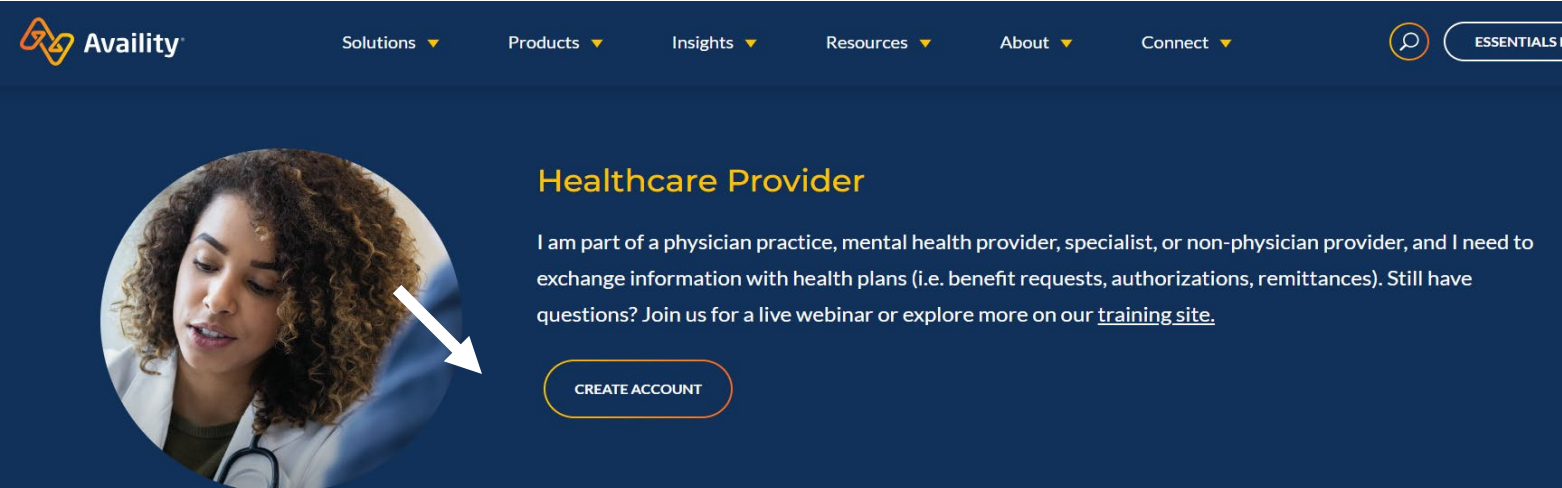 Availity
Solutions
Products
Insights
Resources
About
Connect
ESSENTIALS
Healthcare Provider
I am part of a physician practice, mental health provider, specialist, or non-physician provider, and I need to
exchange information with health plans (i.e. benefit requests, authorizations, remittances). Still have
questions? Join us for a live webinar or explore more on our training site.
CREATE ACCOUNT